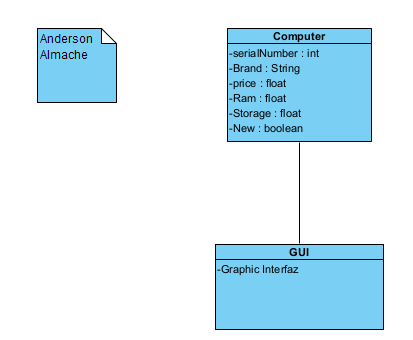 Anderson
Almache
Computer
-serialNumber : int
-Brand : String
-price : float
-Ram : float
-Storage : float
-New : boolean
GUI
-Graphic Interfaz